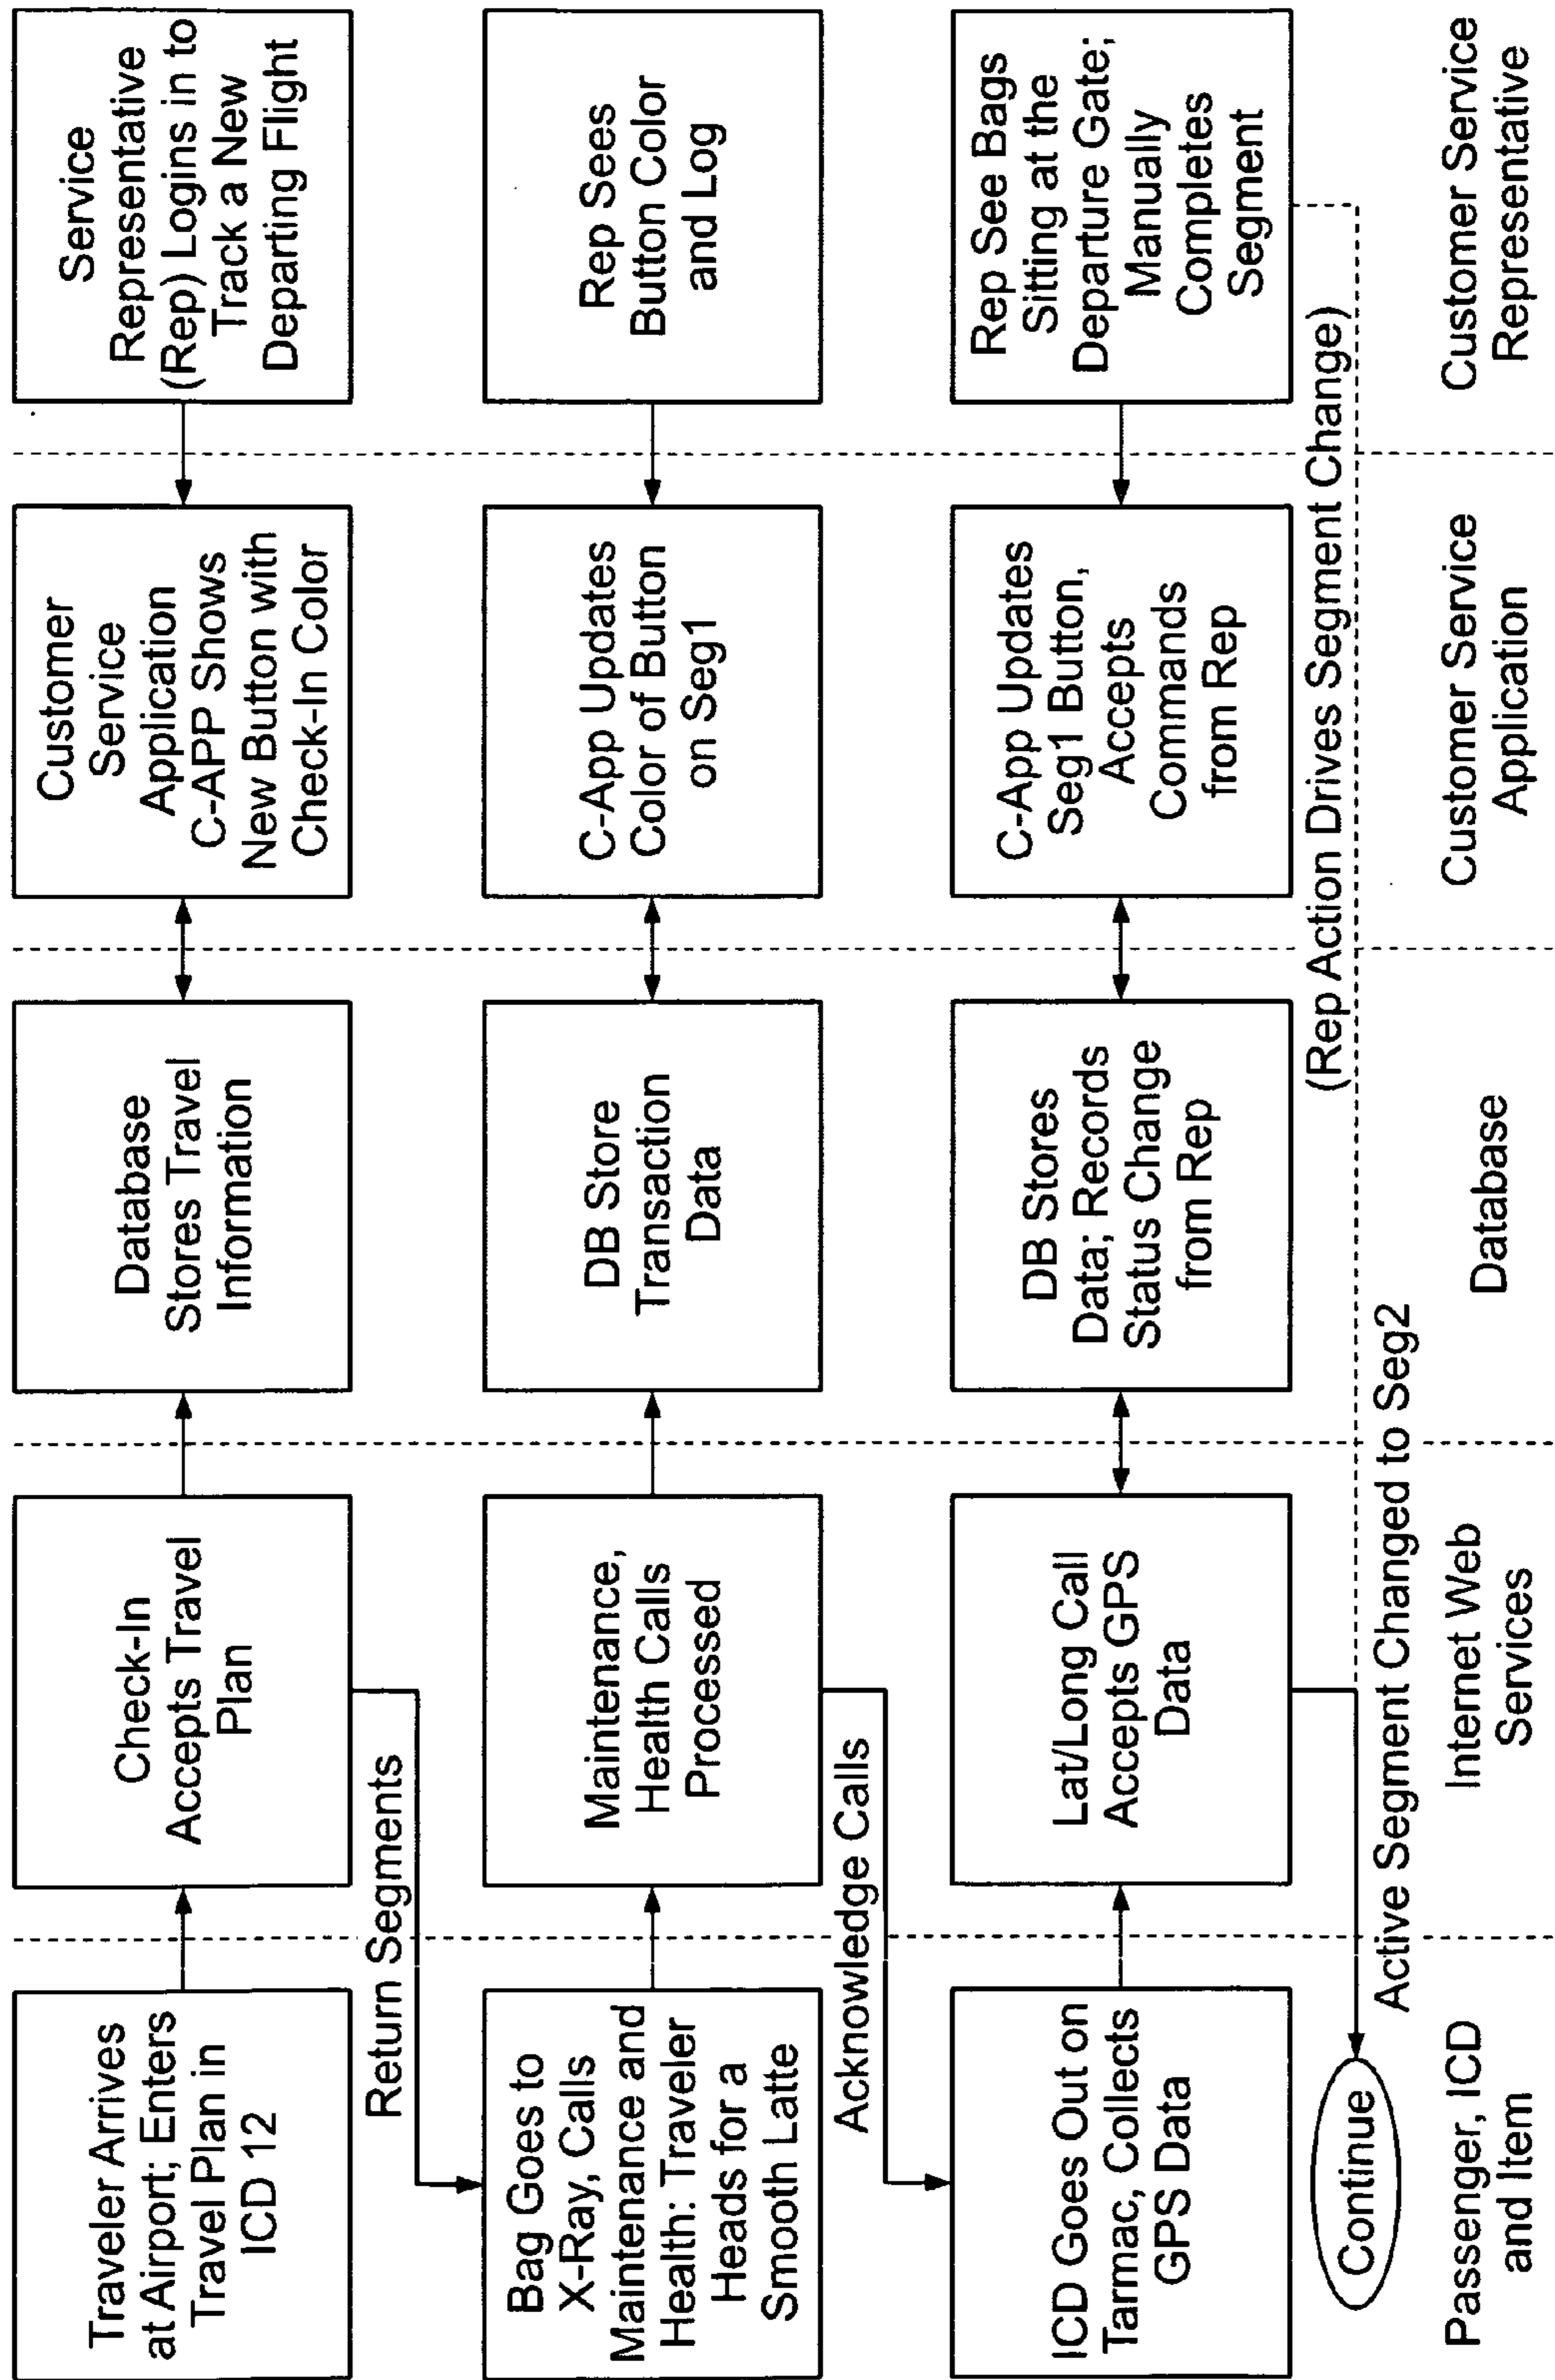 Traveler Arrives
at Airport; Enters
Travel Plan in
ICD 12
Check-In
Accepts Travel
Plan
Database
Stores Travel
Information
Customer
Service
Application
C-APP Shows
New Button with
Check-In Color
Service
Representative
(Rep) Logins in to
Track a New
Departing Flight
Return Segments
Bag Goes to
X-Ray, Calls
Maintenance and
Health: Traveler
Heads for a
Smooth Latte
Maintenance,
Health Calls
Processed
DB Store
Transaction
Data
C-App Updates
Color of Button
on Seg1
Rep Sees
Button Color
and Log
Acknowledge Calls
ICD Goes Out on
Tarmac, Collects
GPS Data
Lat/Long Call
Accepts GPS
Data
DB Stores
Data; Records
Status Change
from Rep
C-App Updates
Seg1 Button,
Accepts
Commands
from Rep
Rep See Bags
Sitting at the
Departure Gate;
Manually
Completes
Segment
(Rep Action Drives Segment Change)
Continue
Active Segment Changed to Seg2
Passenger, ICD
and Item
Internet Web
Services
Database
Customer Service
Application
Customer Service
Representative